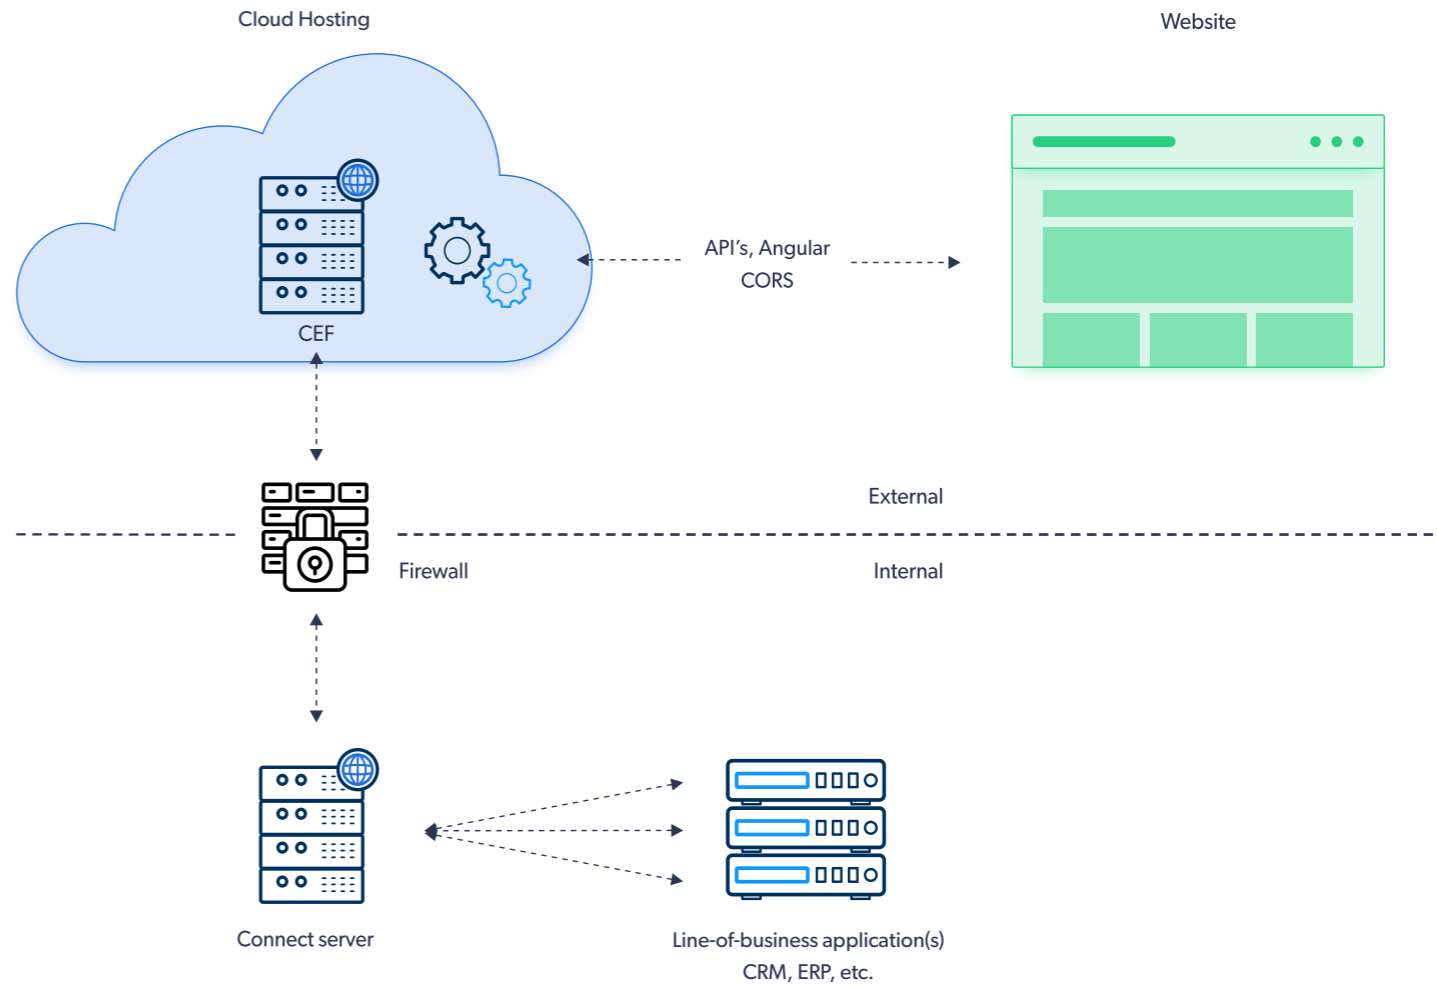 Cloud Hosting
Website
API's, Angular
CORS
CEF
External
Firewall
Internal
Connect server
Line-of-business application(s)
CRM, ERP, etc.